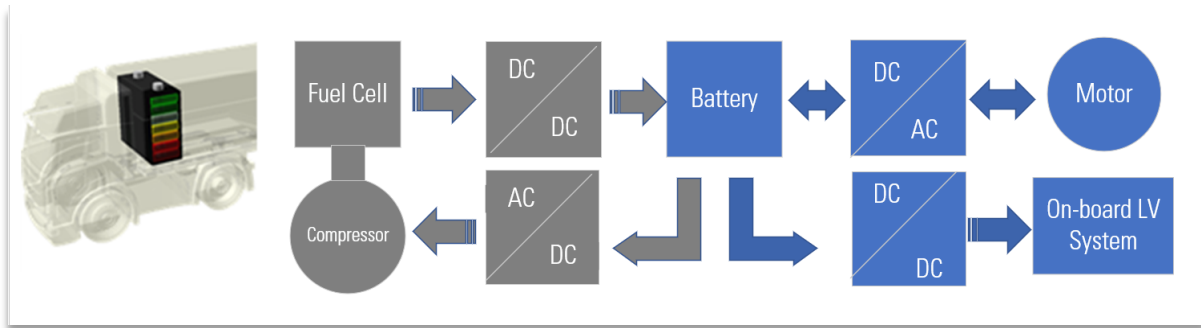 Fuel Cell
DC
DC
Battery
DC
AC
Motor
Compressor
AC
DC
DC
DC
On-board LV
System